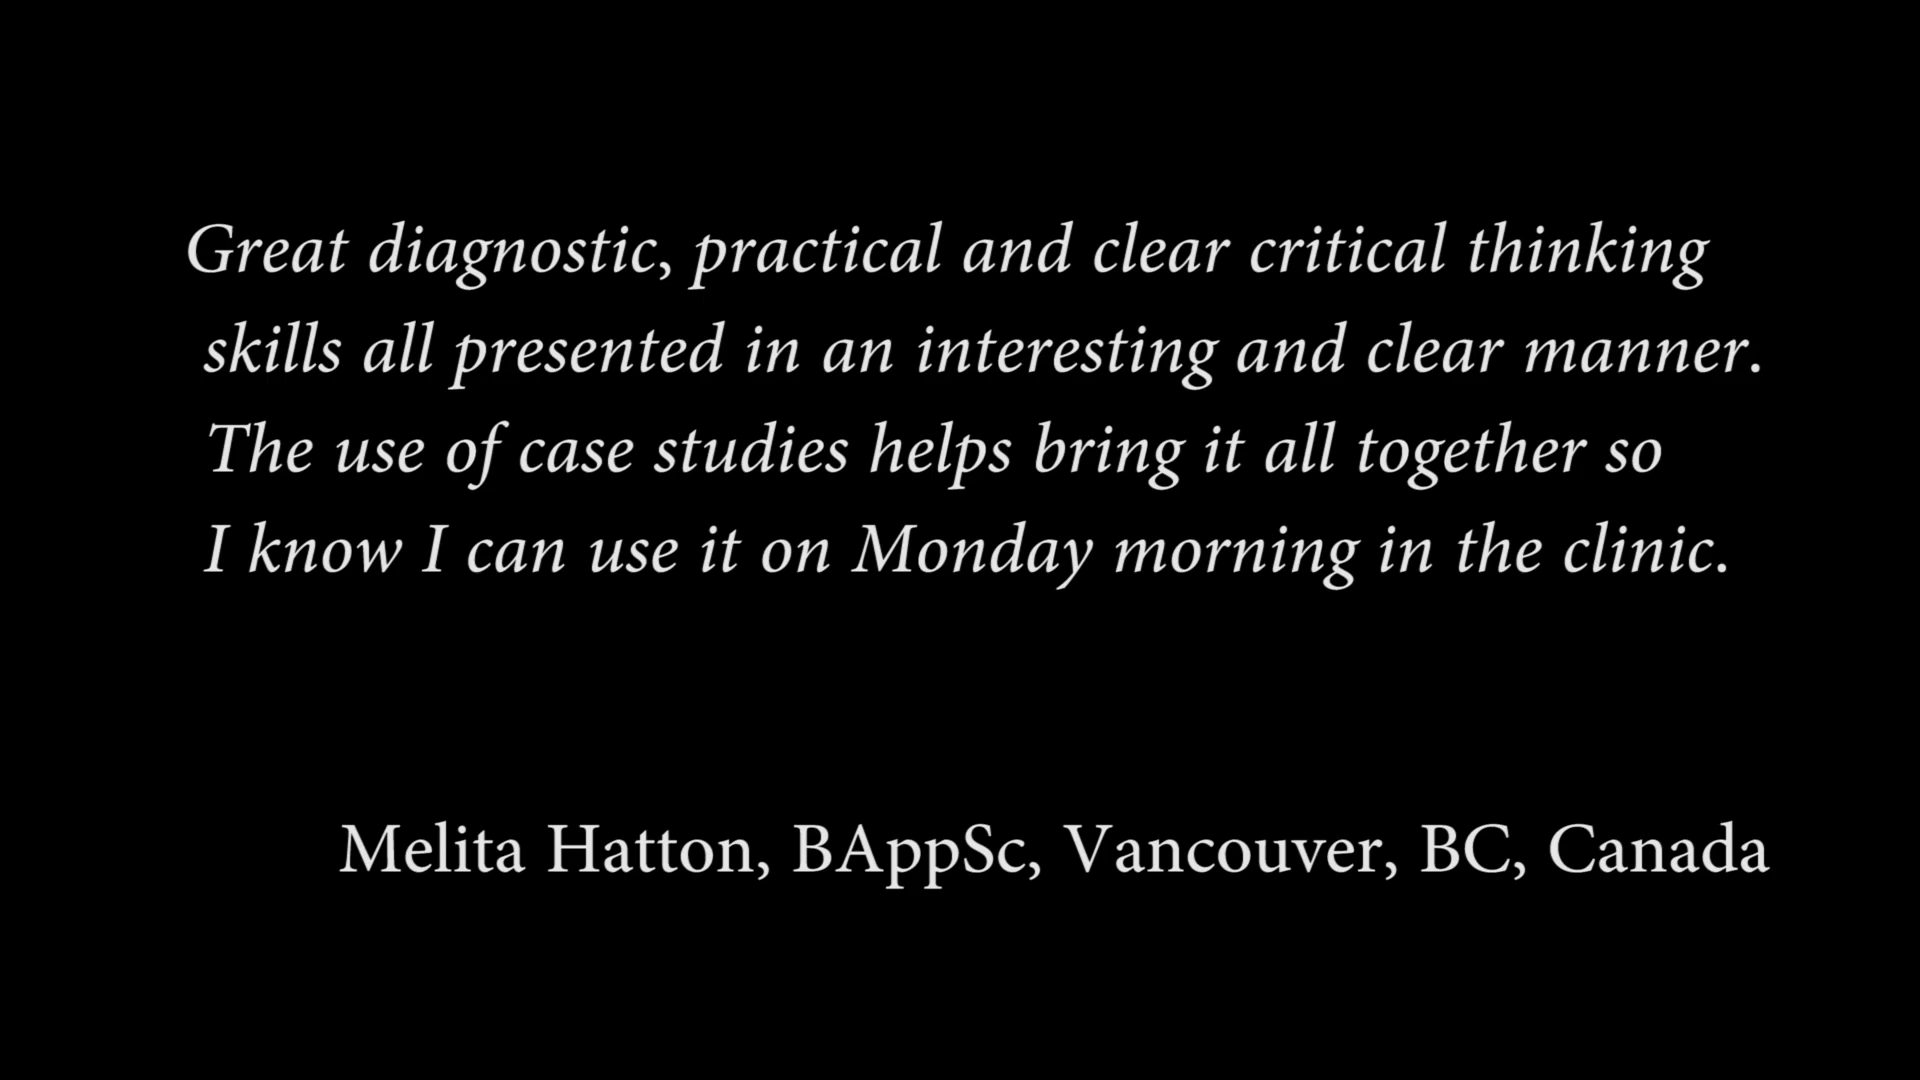 Great diagnostic, practical and clear critical thinking
skills all presented in an interesting and clear manner.
The use of case studies helps bring it all together so
I know I can use it on Monday morning in the clinic.
Melita Hatton, BAppSc, Vancouver, BC, Canada